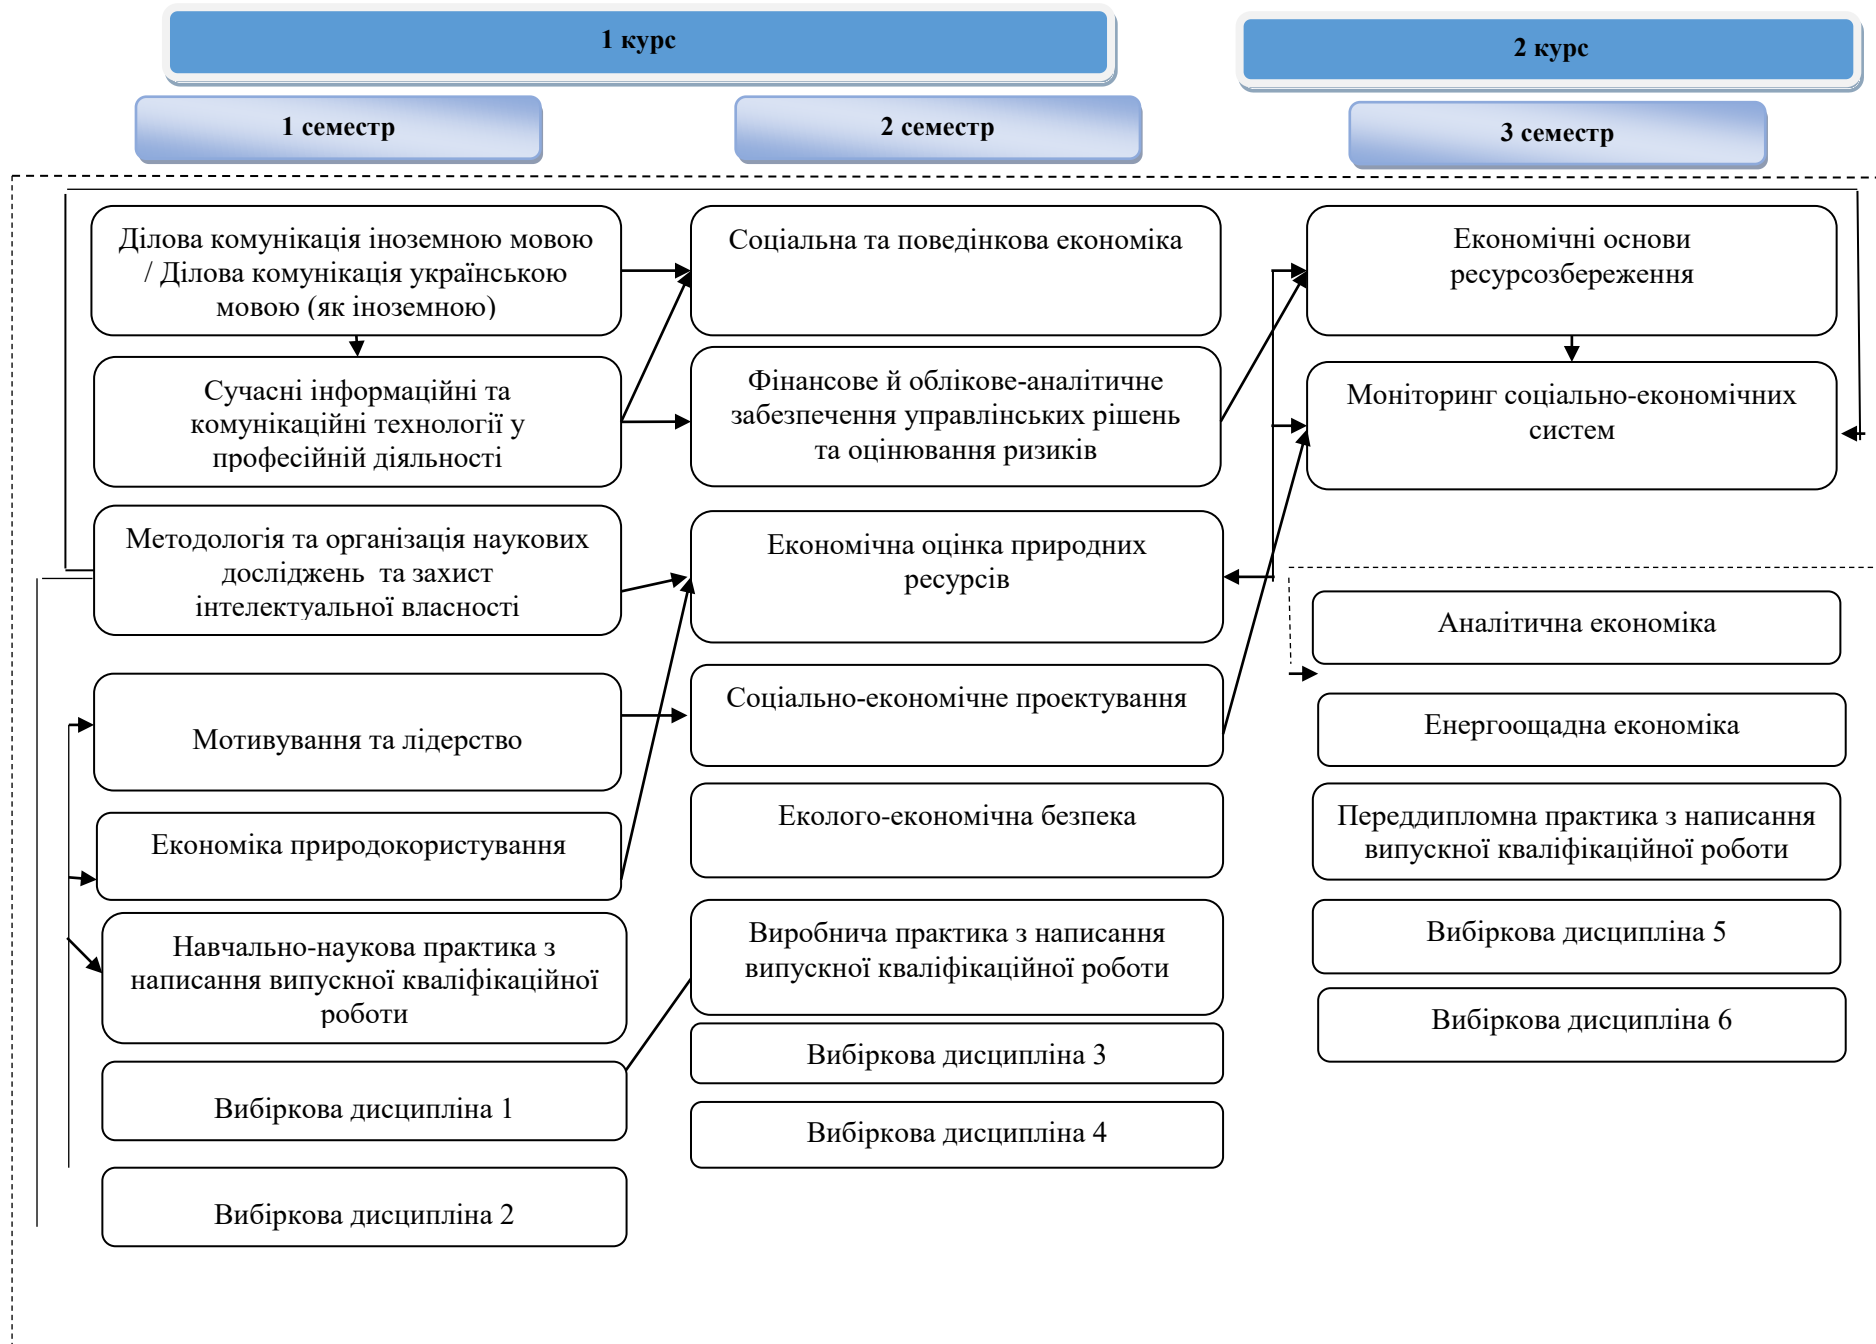 1 курс
2 курс
1 семестр
2 семестр
3 семестр
Ділова комунікація іноземною мовою
/ Ділова комунікація українською
мовою (як іноземною)
Сучасні інформаційні та
комунікаційні технології у
професійній діяльності
Методологія та організація наукових
досліджень та захист
інтелектуальної власності
Мотивування та лідерство
Економіка природокористування
Навчально-наукова практика з
написання випускної кваліфікаційної
роботи
Вибіркова дисципліна 1
Вибіркова дисципліна 2
Соціальна та поведінкова економіка
Фінансове й облікове-аналітичне
забезпечення управлінських рішень
та оцінювання ризиків
Економічна оцінка природних
ресурсів
Соціально-економічне проектування
Еколого-економічна безпека
Виробнича практика з написання
випускної кваліфікаційної роботи
Вибіркова дисципліна 3
Вибіркова дисципліна 4
Економічні основи
ресурсозбереження
Моніторинг соціально-економічних
систем
Аналітична економіка
Енергоощадна економіка
Переддипломна практика з написання
випускної кваліфікаційної роботи
Вибіркова дисципліна 5
Вибіркова дисципліна 6